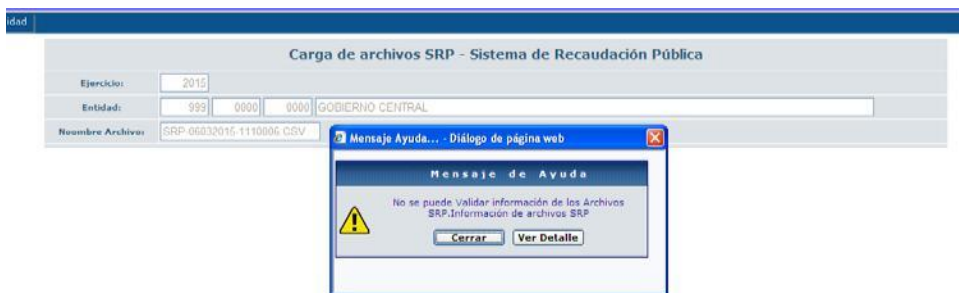 idad
Carga de archivos SRP - Sistema de Recaudación Pública
Ejercicio: 2015
Entidad: 999 0000 0000 GOBIERNO CENTRAL
Noombre Archivo: SRP-06032015-1110006.CSV
Mensaje Ayuda... - Diálogo de página web
Mensaje de Ayuda
No se puede Validar información de los Archivos
SRP.Información de archivos SRP
Cerrar Ver Detalle